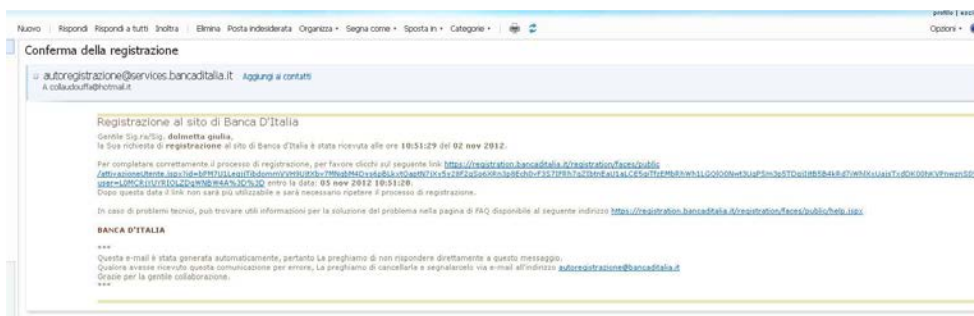 profilo | esci
Nuovo Rispondi Rispondi a tutti Inoltra Elimina Posta indesiderata Organizza Segna come Sposta in Categorie Opzioni
Conferma della registrazione
autoregistrazione@services.bancaditalia.it Aggiungi ai contatti
A collaudouffa@hotmail.it
Registrazione al sito di Banca D'Italia
Gentile Sig.ra/Sig. dolmetta giulia,
la Sua richiesta di registrazione al sito di Banca d'Italia è stata ricevuta alle ore 10:51:29 del 02 nov 2012.
Per completare correttamente il processo di registrazione, per favore clicchi sul seguente link https://registration.bancaditalia.it/registration/faces/public
entro la data: 05 nov 2012 10:51:20.
Dopo questa data il link non sarà più utilizzabile e sarà necessario ripetere il processo di registrazione.
In caso di problemi tecnici, può trovare utili informazioni per la soluzione del problema nella pagina di FAQ disponibile al seguente indirizzo https://registration.bancaditalia.it/registration/faces/public/help.jspx
BANCA D'ITALIA
***
Questa e-mail è stata generata automaticamente, pertanto La preghiamo di non rispondere direttamente a questo messaggio.
Qualora avesse ricevuto questa comunicazione per errore, La preghiamo di cancellarla e segnalarcelo via e-mail all'indirizzo autoregistrazione@bancaditalia.it
Grazie per la gentile collaborazione.
***